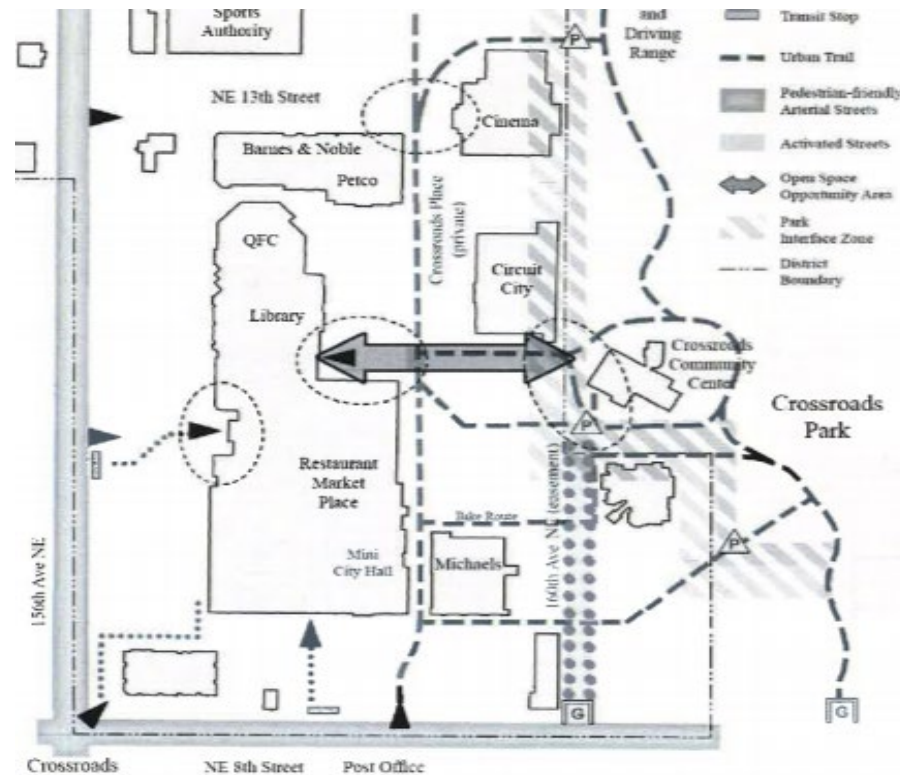 Sports
Authority
and
Driving
Range
Transit Stop
Urban Trail
Pedestrian-friendly
Arterial Streets
Activated Streets
Open Space
Opportunity Area
Park
Interface Zone
District
Boundary
P
NE 13th Street
Cinema
Barnes & Noble
Petco
Crossroads Place
(private)
QFC
Circuit
City
Library
Crossroads
Community
Center
Crossroads
Park
P
Restaurant
Market
Place
160th Ave NE (easement)
Bike Route
P
Mini
City Hall
Michaels
156th Ave NE
G
G
Crossroads
NE 8th Street
Post Office